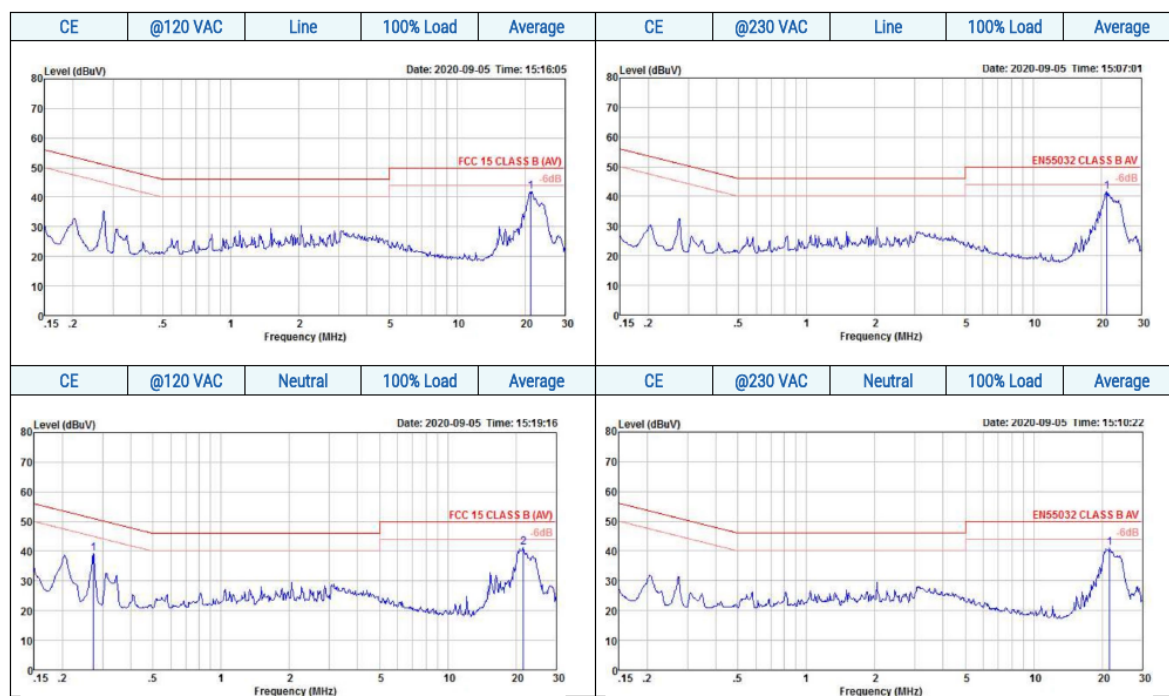 CE @120 VAC Line 100% Load Average
CE @230 VAC Line 100% Load Average
Level (dBuV) Date: 2020-09-05 Time: 15:16:05
80
70
60
FCC 15 CLASS B (AV)
50
-6dB
1
40
30
20
10
0
.15 .2 .5 1 2 5 10 20 30
Frequency (MHz)
Level (dBuV) Date: 2020-09-05 Time: 15:07:01
80
70
60
EN55032 CLASS B AV
50
-6dB
1
40
30
20
10
0
.15 .2 .5 1 2 5 10 20 30
Frequency (MHz)
CE @120 VAC Neutral 100% Load Average
CE @230 VAC Neutral 100% Load Average
Level (dBuV) Date: 2020-09-05 Time: 15:19:16
80
70
60
FCC 15 CLASS B (AV)
50
-6dB
1 2
40
30
20
10
0
.15 .2 .5 1 2 5 10 20 30
Frequency (MHz)
Level (dBuV) Date: 2020-09-05 Time: 15:10:22
80
70
60
EN55032 CLASS B AV
50
-6dB
1
40
30
20
10
0
.15 .2 .5 1 2 5 10 20 30
Frequency (MHz)